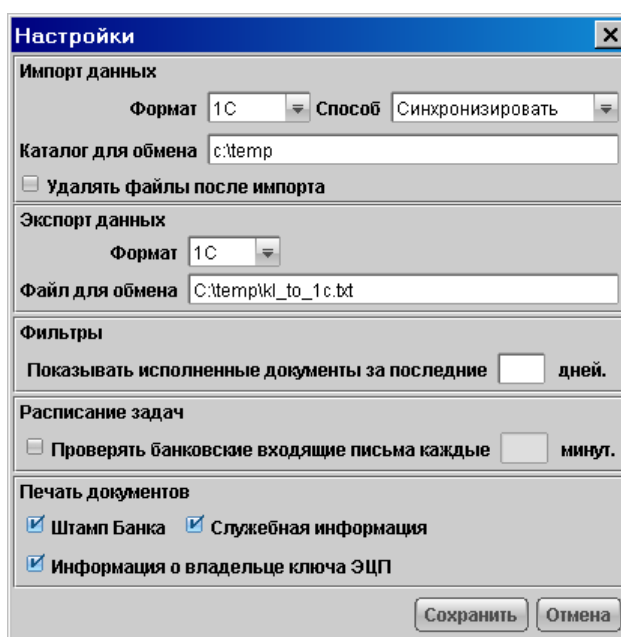 Настройки
Импорт данных
Формат 1С Способ Синхронизировать
Каталог для обмена c:\temp
Удалять файлы после импорта
Экспорт данных
Формат 1С
Файл для обмена C:\temp\kl_to_1c.txt
Фильтры
Показывать исполненные документы за последние дней.
Расписание задач
Проверять банковские входящие письма каждые минут.
Печать документов
Штамп Банка Служебная информация
Информация о владельце ключа ЭЦП
Сохранить Отмена